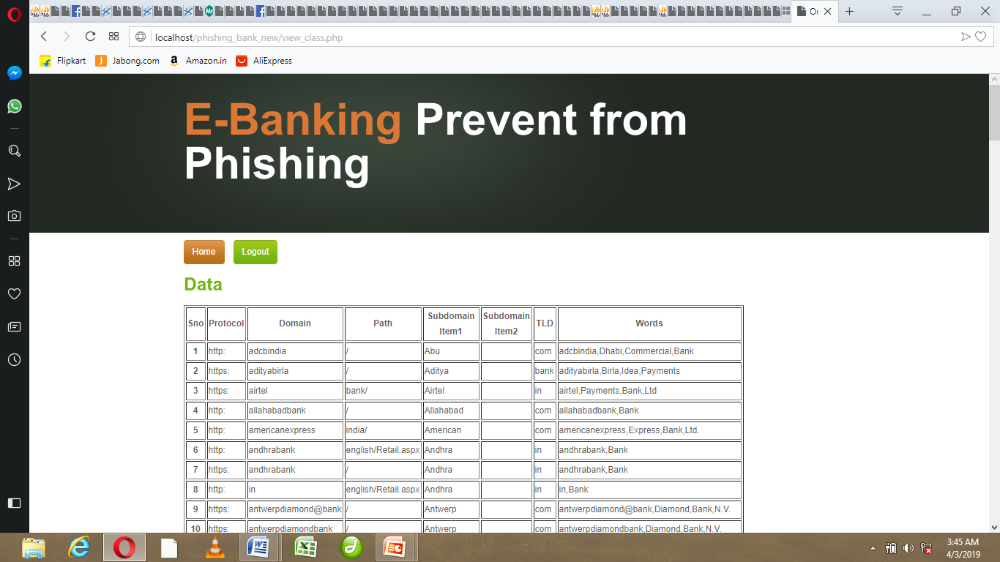 Or
localhost/phishing_bank_new/view_class.php
Flipkart Jabong.com Amazon.in AliExpress
E-Banking Prevent from
Phishing
Home Logout
Data
Sno Protocol Domain Path Subdomain Item1 Subdomain Item2 TLD Words
1 http: adcbindia / Abu com adcbindia,Dhabi,Commercial,Bank
2 https: adityabirla / Aditya bank adityabirla,Birla,Idea,Payments
3 https: airtel bank/ Airtel in airtel,Payments,Bank,Ltd
4 http: allahabadbank / Allahabad com allahabadbank,Bank
5 http: americanexpress india/ American com americanexpress,Express,Bank,Ltd.
6 http: andhrabank english/Retail.aspx Andhra in andhrabank,Bank
7 https: andhrabank / Andhra in andhrabank,Bank
8 http: in english/Retail.aspx Andhra in in,Bank
9 https: antwerpdiamond@bank / Antwerp com antwerpdiamond@bank,Diamond,Bank,N.V.
10 https: antwerpdiamondbank / Antwerp com antwerpdiamondbank,Diamond,Bank,N.V.
3:45 AM
4/3/2019